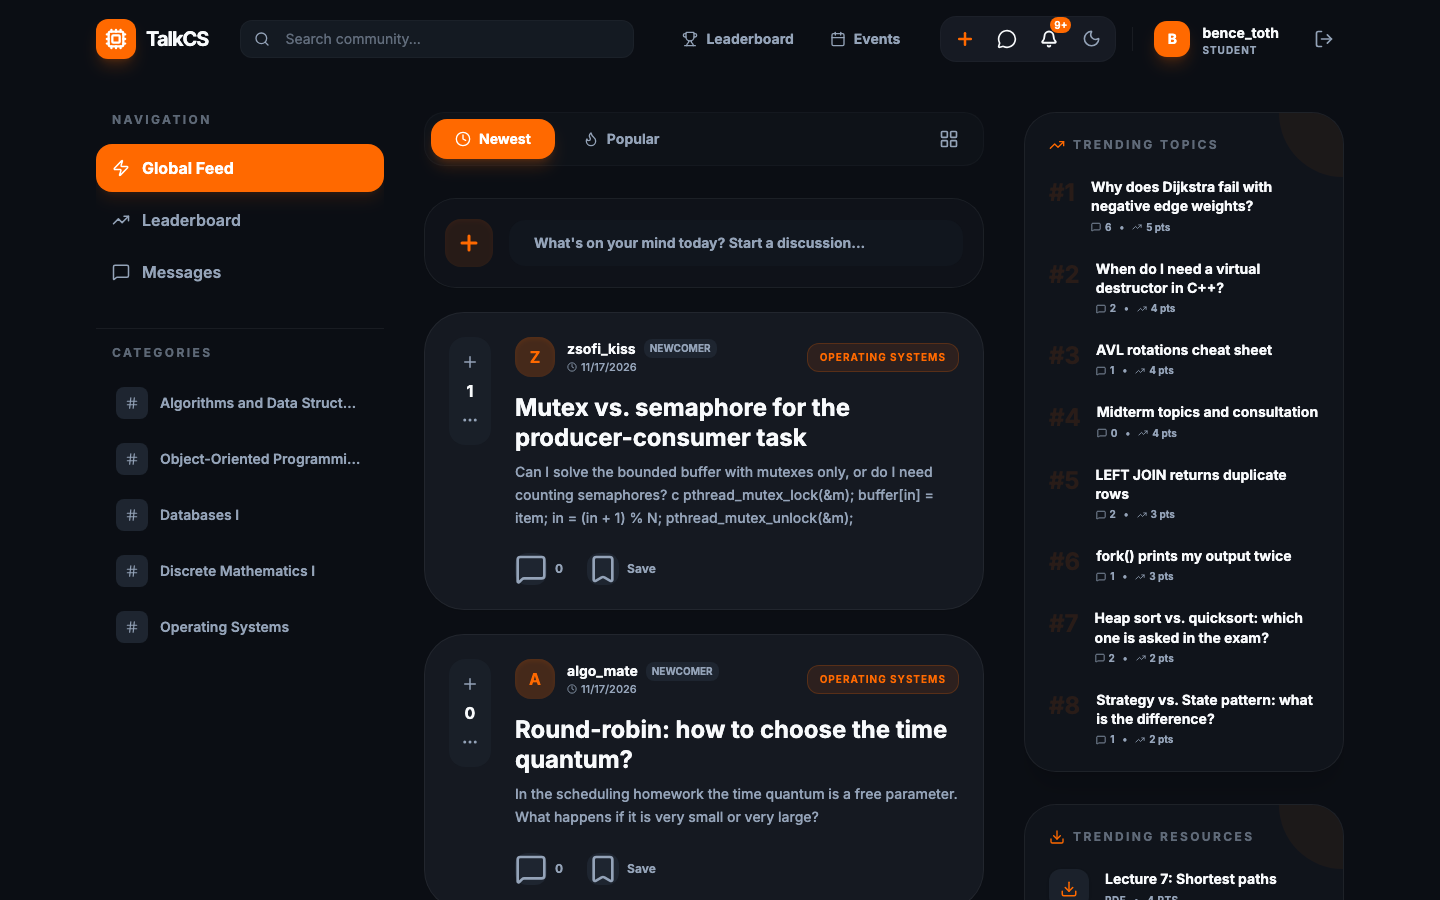 TalkCS
Search community...
Leaderboard
Events
9+
B
bence_toth
STUDENT
NAVIGATION
Global Feed
Leaderboard
Messages
CATEGORIES
Algorithms and Data Struct...
Object-Oriented Programmi...
Databases I
Discrete Mathematics I
Operating Systems
Newest
Popular
What's on your mind today? Start a discussion...
1
Z
zsofi_kiss NEWCOMER
11/17/2026
OPERATING SYSTEMS
Mutex vs. semaphore for the
producer-consumer task
Can I solve the bounded buffer with mutexes only, or do I need
counting semaphores? c pthread_mutex_lock(&m); buffer[in] =
item; in = (in + 1) % N; pthread_mutex_unlock(&m);
0
Save
0
A
algo_mate NEWCOMER
11/17/2026
OPERATING SYSTEMS
Round-robin: how to choose the time
quantum?
In the scheduling homework the time quantum is a free parameter.
What happens if it is very small or very large?
0
Save
TRENDING TOPICS
#1
Why does Dijkstra fail with
negative edge weights?
6 • 5 pts
#2
When do I need a virtual
destructor in C++?
2 • 4 pts
#3
AVL rotations cheat sheet
1 • 4 pts
#4
Midterm topics and consultation
0 • 4 pts
#5
LEFT JOIN returns duplicate
rows
2 • 3 pts
#6
fork() prints my output twice
1 • 3 pts
#7
Heap sort vs. quicksort: which
one is asked in the exam?
2 • 2 pts
#8
Strategy vs. State pattern: what
is the difference?
1 • 2 pts
TRENDING RESOURCES
Lecture 7: Shortest paths
PDF • 4 PTS